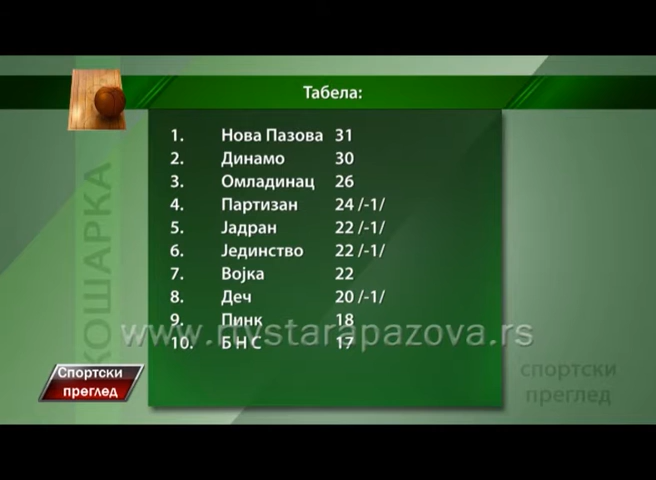 Табела:
КОШАРКА
1. Нова Пазова 31
2. Динамо 30
3. Омладинац 26
4. Партизан 24 /-1/
5. Јадран 22 /-1/
6. Јединство 22 /-1/
7. Војка 22
8. Деч 20 /-1/
9. Пинк 18
www.rtvstarapazova.rs
10. Б Н С 17
Спортски
преглед
спортски
преглед